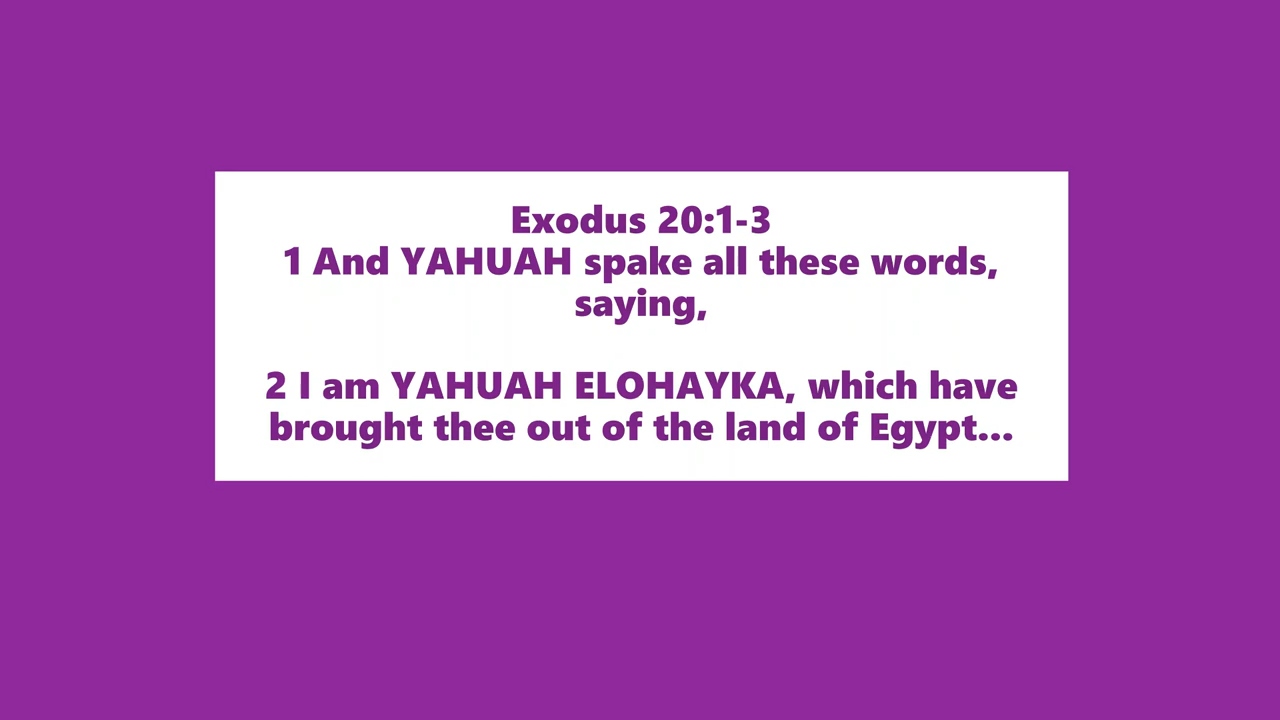 Exodus 20:1-3
1 And YAHUAH spake all these words,
saying,
2 I am YAHUAH ELOHAYKA, which have
brought thee out of the land of Egypt...